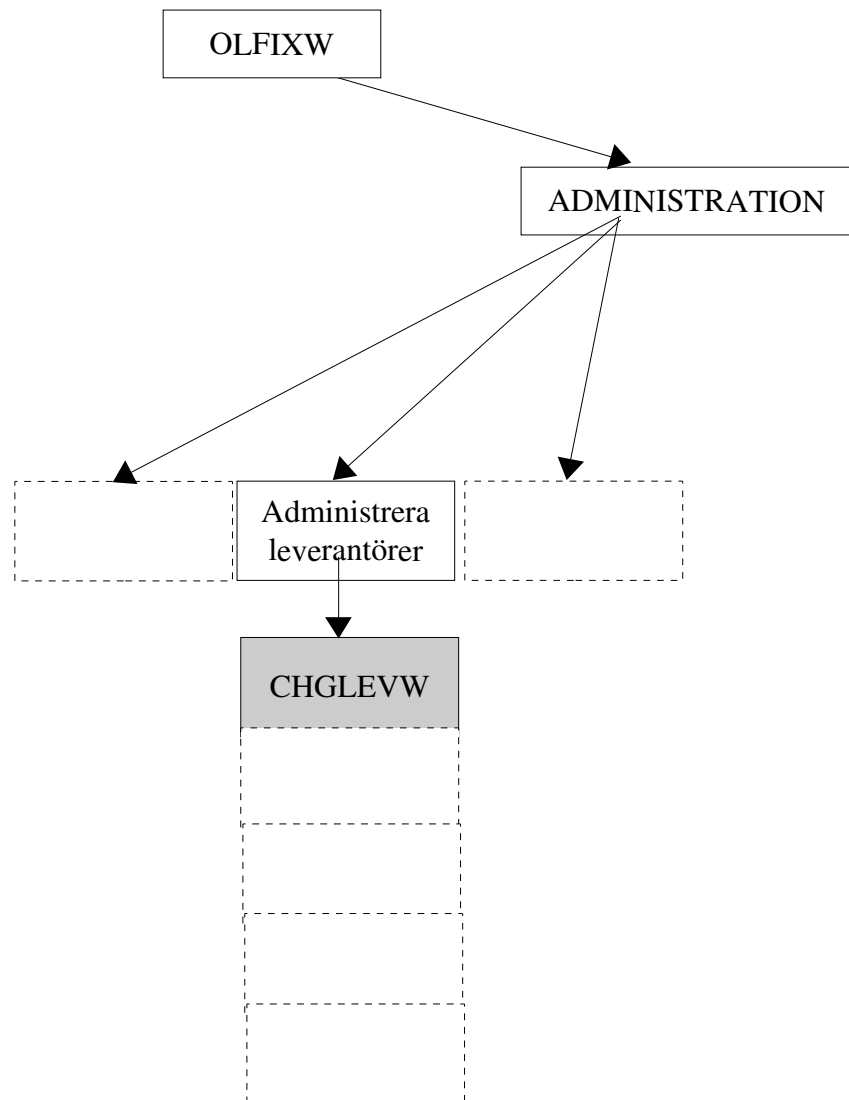 OLFIXW
ADMINISTRATION
Administrera
leverantörer
CHGLEVW